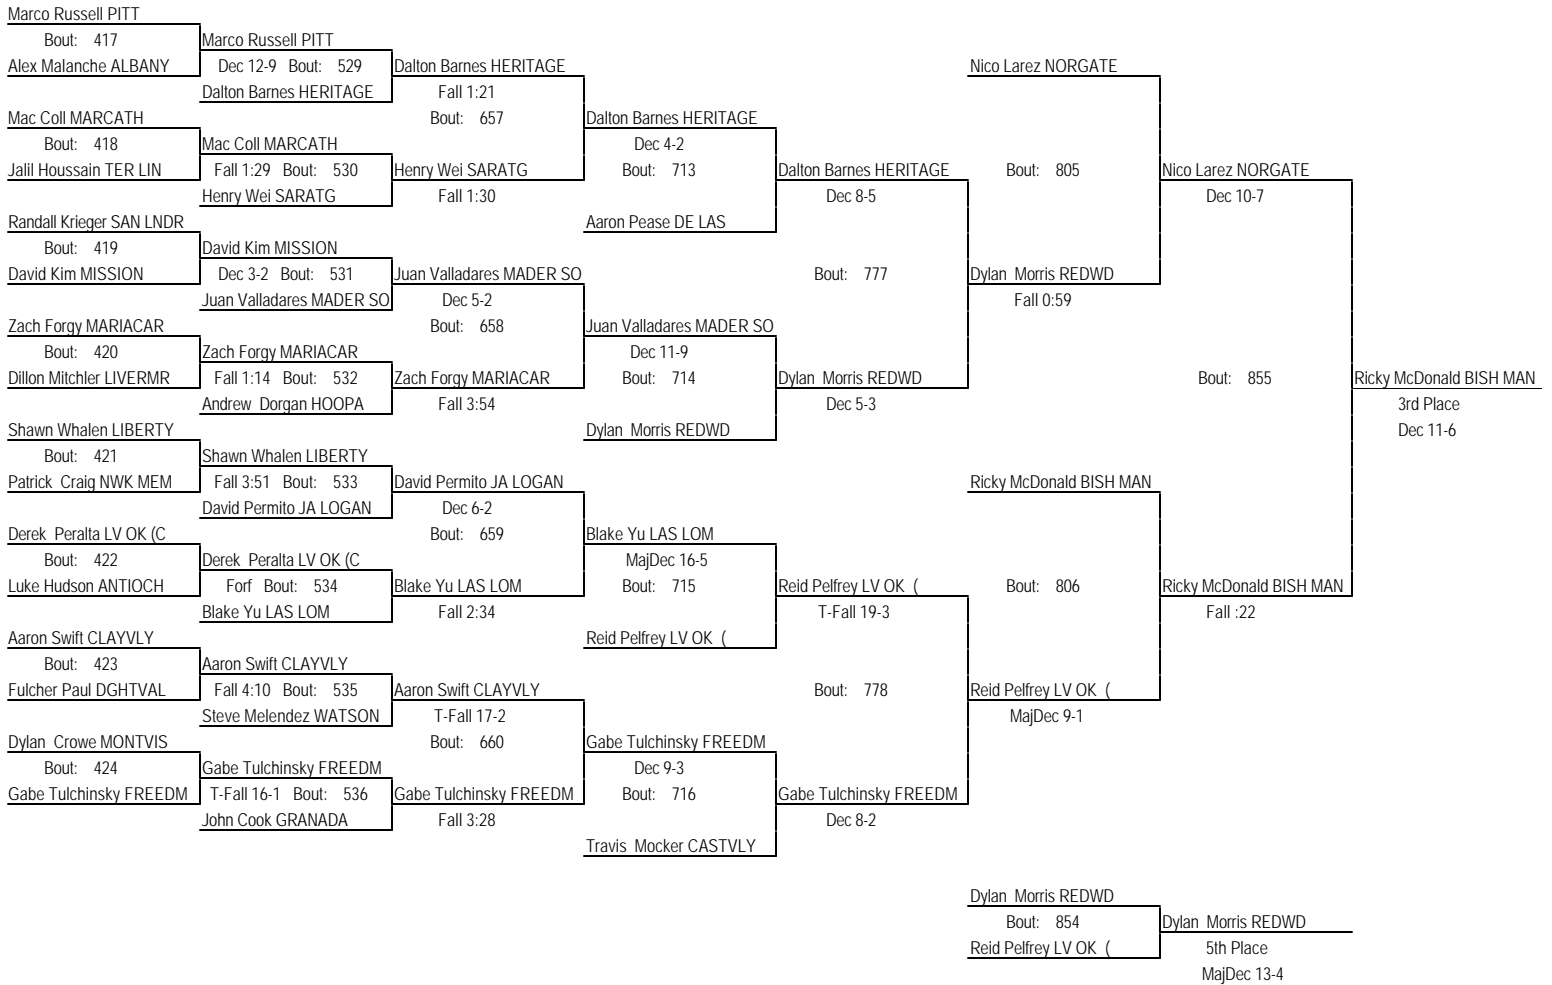 Marco Russell PITT
Bout: 417 Marco Russell PITT
Alex Malanche ALBANY Dec 12-9 Bout: 529 Dalton Barnes HERITAGE Nico Larez NORGATE
Dalton Barnes HERITAGE Fall 1:21
Mac Coll MARCATH Bout: 657 Dalton Barnes HERITAGE
Bout: 418 Mac Coll MARCATH Dec 4-2
Jalil Houssain TER LIN Fall 1:29 Bout: 530 Henry Wei SARATG Bout: 713 Dalton Barnes HERITAGE Bout: 805 Nico Larez NORGATE
Henry Wei SARATG Fall 1:30 Dec 8-5 Dec 10-7
Randall Krieger SAN LNDR Aaron Pease DE LAS
Bout: 419 David Kim MISSION
David Kim MISSION Dec 3-2 Bout: 531 Juan Valladares MADER SO Bout: 777 Dylan Morris REDWD
Juan Valladares MADER SO Dec 5-2 Fall 0:59
Zach Forgy MARIACAR Bout: 658 Juan Valladares MADER SO
Bout: 420 Zach Forgy MARIACAR Dec 11-9
Dillon Mitchler LIVERMR Fall 1:14 Bout: 532 Zach Forgy MARIACAR Bout: 714 Dylan Morris REDWD Bout: 855 Ricky McDonald BISH MAN
Andrew Dorgan HOOPA Fall 3:54 Dec 5-3 3rd Place
Shawn Whalen LIBERTY Dylan Morris REDWD Dec 11-6
Bout: 421 Shawn Whalen LIBERTY
Patrick Craig NWK MEM Fall 3:51 Bout: 533 David Permito JA LOGAN Ricky McDonald BISH MAN
David Permito JA LOGAN Dec 6-2
Derek Peralta LV OK (C Bout: 659 Blake Yu LAS LOM
Bout: 422 Derek Peralta LV OK (C MajDec 16-5
Luke Hudson ANTIOCH Forf Bout: 534 Blake Yu LAS LOM Bout: 715 Reid Pelfrey LV OK ( Bout: 806 Ricky McDonald BISH MAN
Blake Yu LAS LOM Fall 2:34 T-Fall 19-3 Fall :22
Aaron Swift CLAYVLY Reid Pelfrey LV OK (
Bout: 423 Aaron Swift CLAYVLY
Fulcher Paul DGHTVAL Fall 4:10 Bout: 535 Aaron Swift CLAYVLY Bout: 778 Reid Pelfrey LV OK (
Steve Melendez WATSON T-Fall 17-2 MajDec 9-1
Dylan Crowe MONTVIS Bout: 660 Gabe Tulchinsky FREEDM
Bout: 424 Gabe Tulchinsky FREEDM Dec 9-3
Gabe Tulchinsky FREEDM T-Fall 16-1 Bout: 536 Gabe Tulchinsky FREEDM Bout: 716 Gabe Tulchinsky FREEDM
John Cook GRANADA Fall 3:28 Dec 8-2
Travis Mocker CASTVLY
Dylan Morris REDWD
Bout: 854 Dylan Morris REDWD
Reid Pelfrey LV OK ( 5th Place
MajDec 13-4